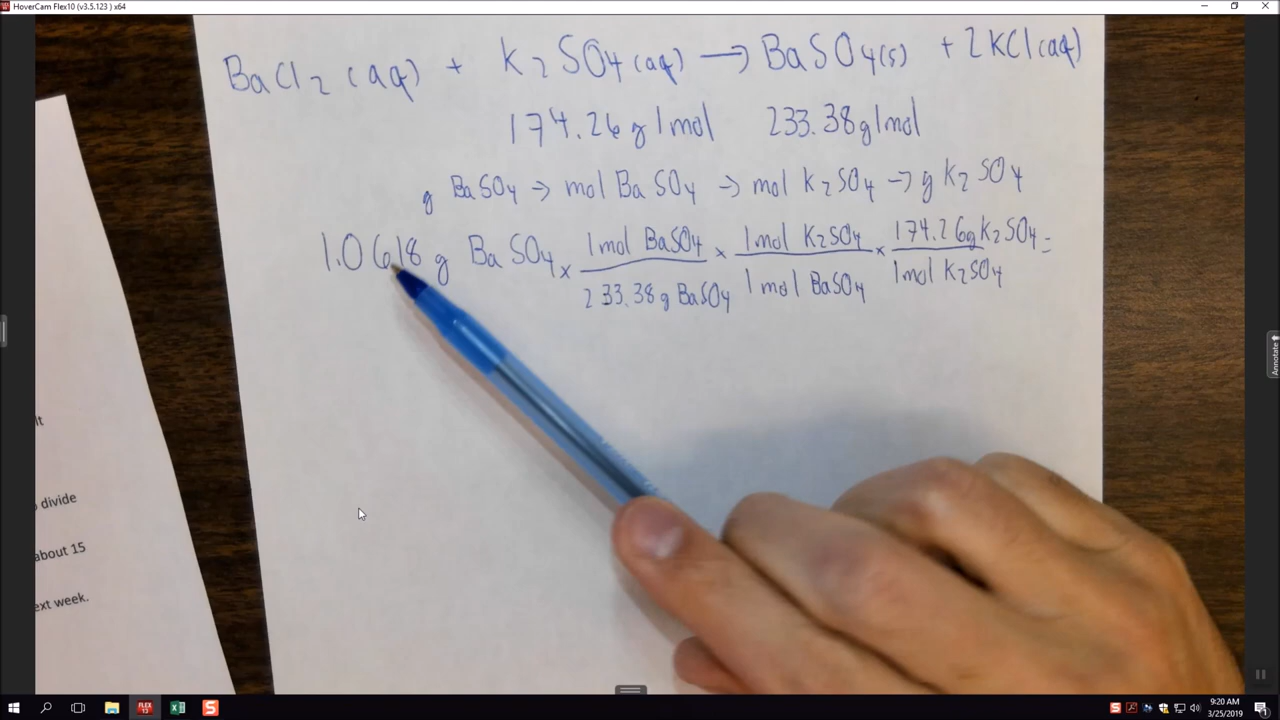 HoverCam Flex10 (v3.5.123 ) x64
BaCl2 (aq) + K2SO4(aq) → BaSO4(s) + 2KCl(aq)
174.26 g/mol 233.38 g/mol
g BaSO4 → mol BaSO4 → mol K2SO4 → g K2SO4
1.0618 g BaSO4 × 1 mol BaSO4 / 233.38 g BaSO4 × 1 mol K2SO4 / 1 mol BaSO4 × 174.26 g K2SO4 / 1 mol K2SO4 =
divide
about 15
ext week.
Annotate
9:20 AM
3/25/2019